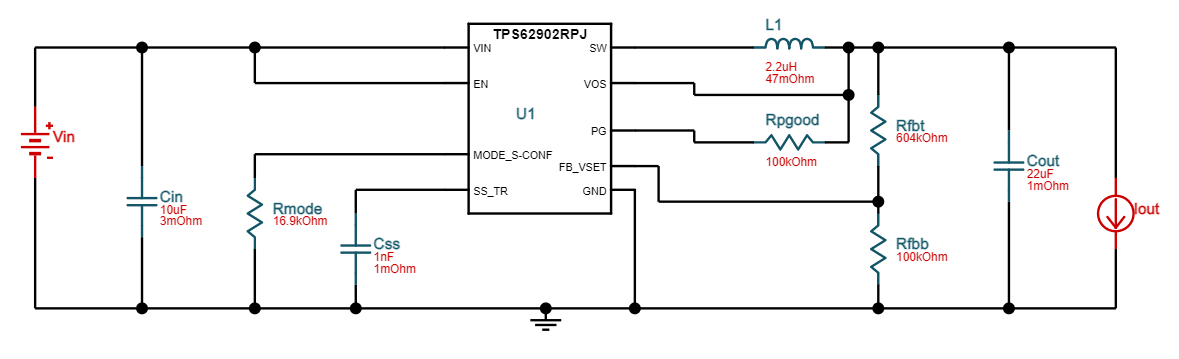 TPS62902RPJ
VIN
SW
EN
VOS
U1
PG
MODE_S-CONF
FB_VSET
SS_TR
GND
+
Vin
-
Cin
10uF
3mOhm
Rmode
16.9kOhm
Css
1nF
1mOhm
L1
2.2uH
47mOhm
Rpgood
100kOhm
Rfbt
604kOhm
Rfbb
100kOhm
Cout
22uF
1mOhm
Iout